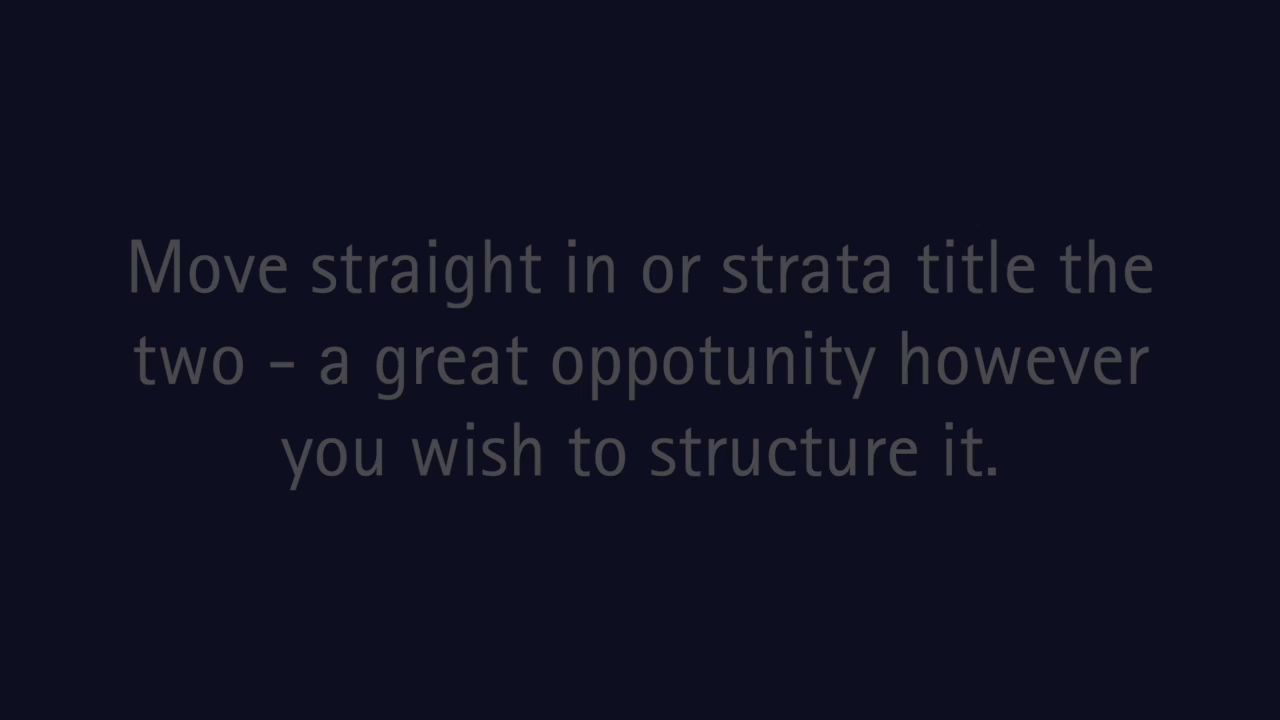 Move straight in or strata title the
two - a great oppotunity however
you wish to structure it.